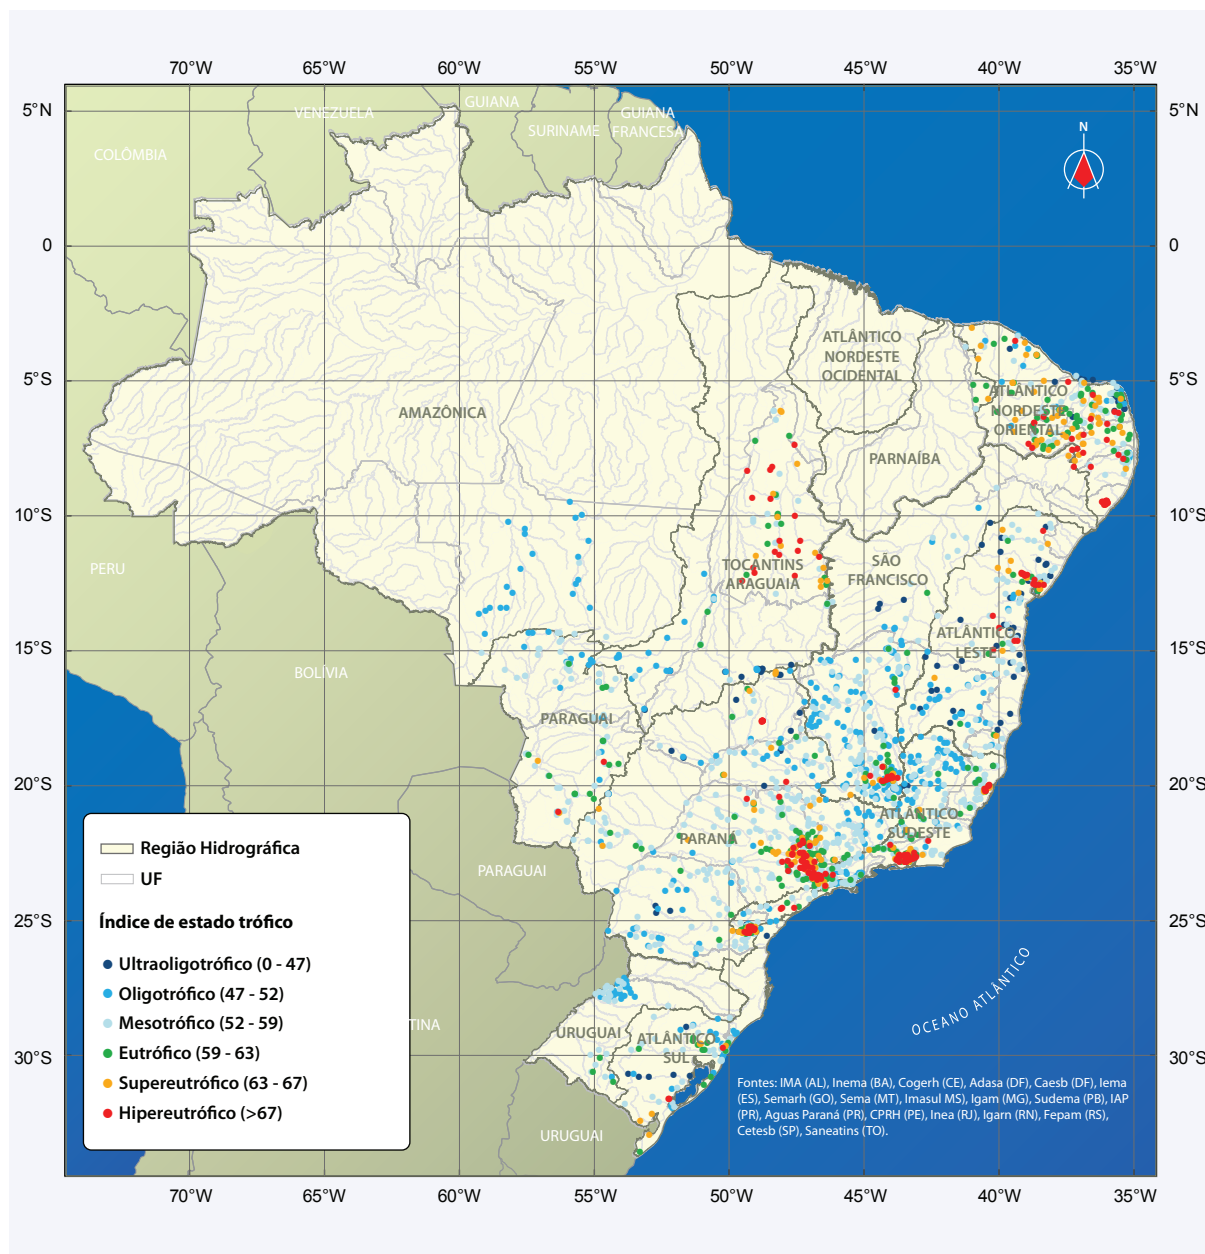 70°W 65°W 60°W 55°W 50°W 45°W 40°W 35°W
5°N 5°N
0 0
5°S 5°S
10°S 10°S
15°S 15°S
20°S 20°S
25°S 25°S
30°S 30°S
N
VENEZUELA
GUIANA
SURINAME
GUIANA
FRANCESA
COLÔMBIA
PERU
BOLÍVIA
PARAGUAI
TINA
URUGUAI
AMAZÔNICA
ATLÂNTICO
NORDESTE
OCIDENTAL
ATLÂNTICO
NORDESTE
ORIENTAL
PARNAÍBA
TOCANTINS
ARAGUAIA
SÃO
FRANCISCO
ATLÂNTICO
LESTE
PARAGUAI
PARANÁ
ATLÂNTICO
SUDESTE
URUGUAI
ATLÂNTICO
SUL
OCEANO ATLÂNTICO
Região Hidrográfica
UF
Índice de estado trófico
Ultraoligotrófico (0 - 47)
Oligotrófico (47 - 52)
Mesotrófico (52 - 59)
Eutrófico (59 - 63)
Supereutrófico (63 - 67)
Hipereutrófico (>67)
Fontes: IMA (AL), Inema (BA), Cogerh (CE), Adasa (DF), Caesb (DF), Iema
(ES), Semarh (GO), Sema (MT), Imasul MS), Igam (MG), Sudema (PB), IAP
(PR), Aguas Paraná (PR), CPRH (PE), Inea (RJ), Igarn (RN), Fepam (RS),
Cetesb (SP), Saneatins (TO).
70°W 65°W 60°W 55°W 50°W 45°W 40°W 35°W